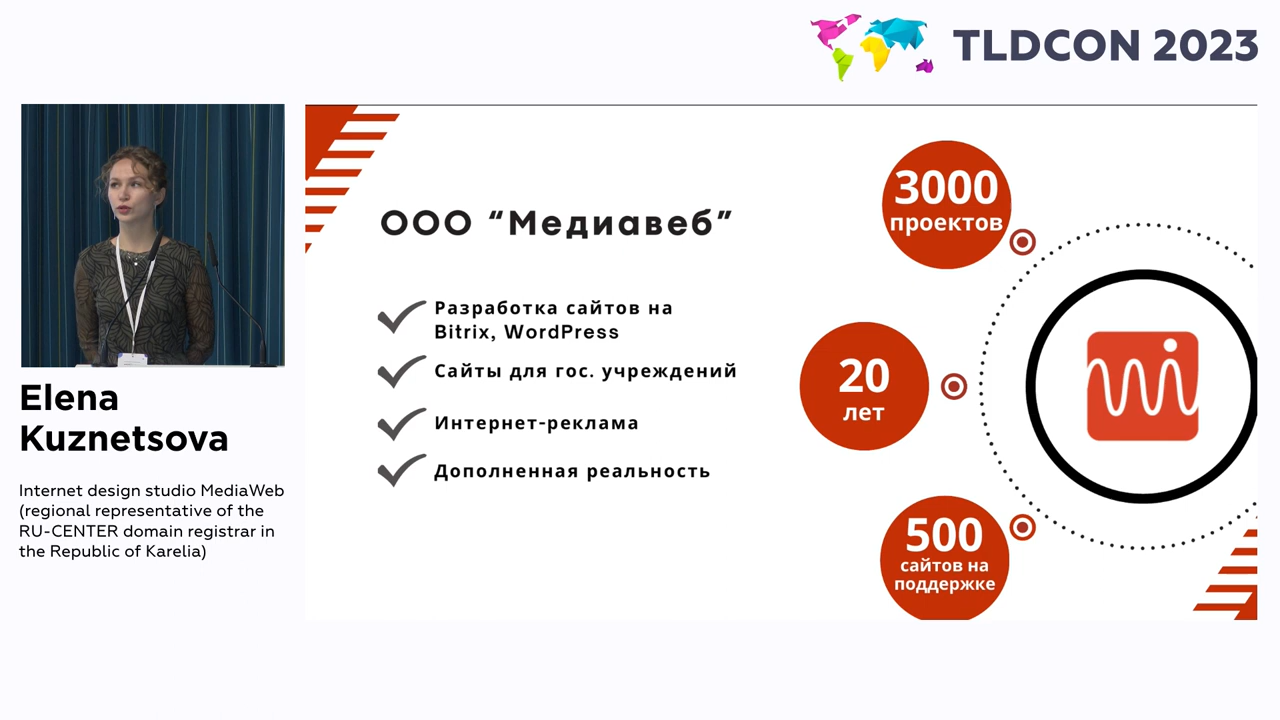 TLDCON 2023
Elena
Kuznetsova
Internet design studio MediaWeb
(regional representative of the
RU-CENTER domain registrar in
the Republic of Karelia)
ООО “Медиавеб”
Разработка сайтов на
Bitrix, WordPress
Сайты для гос. учреждений
Интернет-реклама
Дополненная реальность
3000
проектов
20
лет
500
сайтов на
поддержке